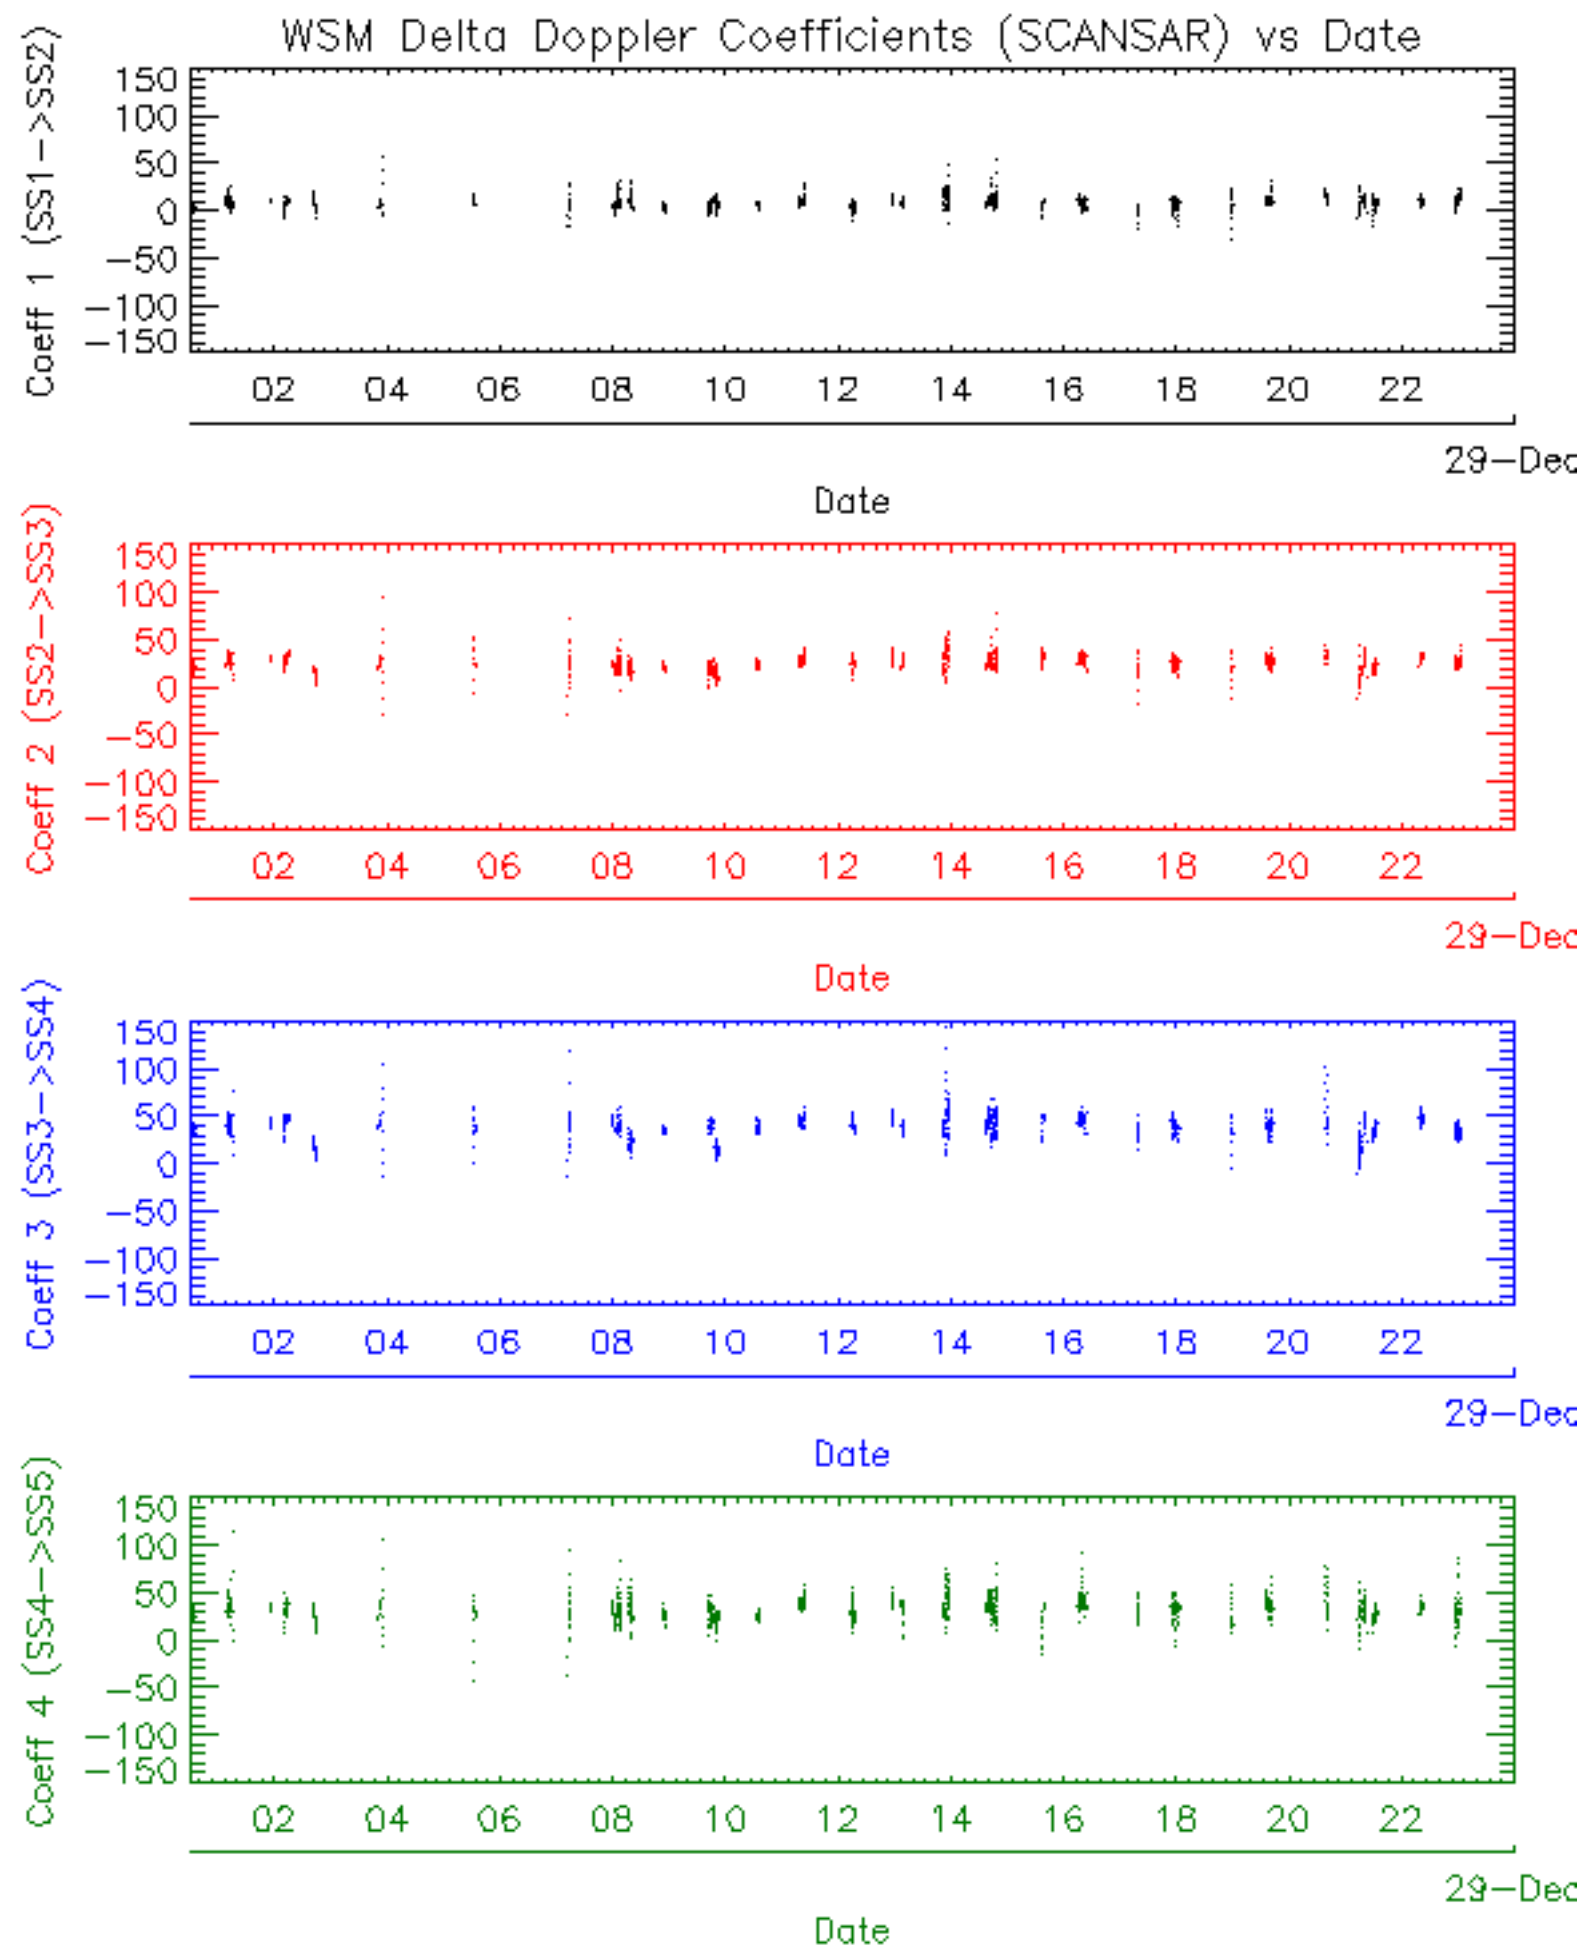 WSM Delta Doppler Coefficients (SCANSAR) vs Date
Coeff 1 (SS1->SS2)
150
100
50
0
-50
-100
-150
02 04 06 08 10 12 14 16 18 20 22
29-Dec
Date
Coeff 2 (SS2->SS3)
150
100
50
0
-50
-100
-150
02 04 06 08 10 12 14 16 18 20 22
29-Dec
Date
Coeff 3 (SS3->SS4)
150
100
50
0
-50
-100
-150
02 04 06 08 10 12 14 16 18 20 22
29-Dec
Date
Coeff 4 (SS4->SS5)
150
100
50
0
-50
-100
-150
02 04 06 08 10 12 14 16 18 20 22
29-Dec
Date